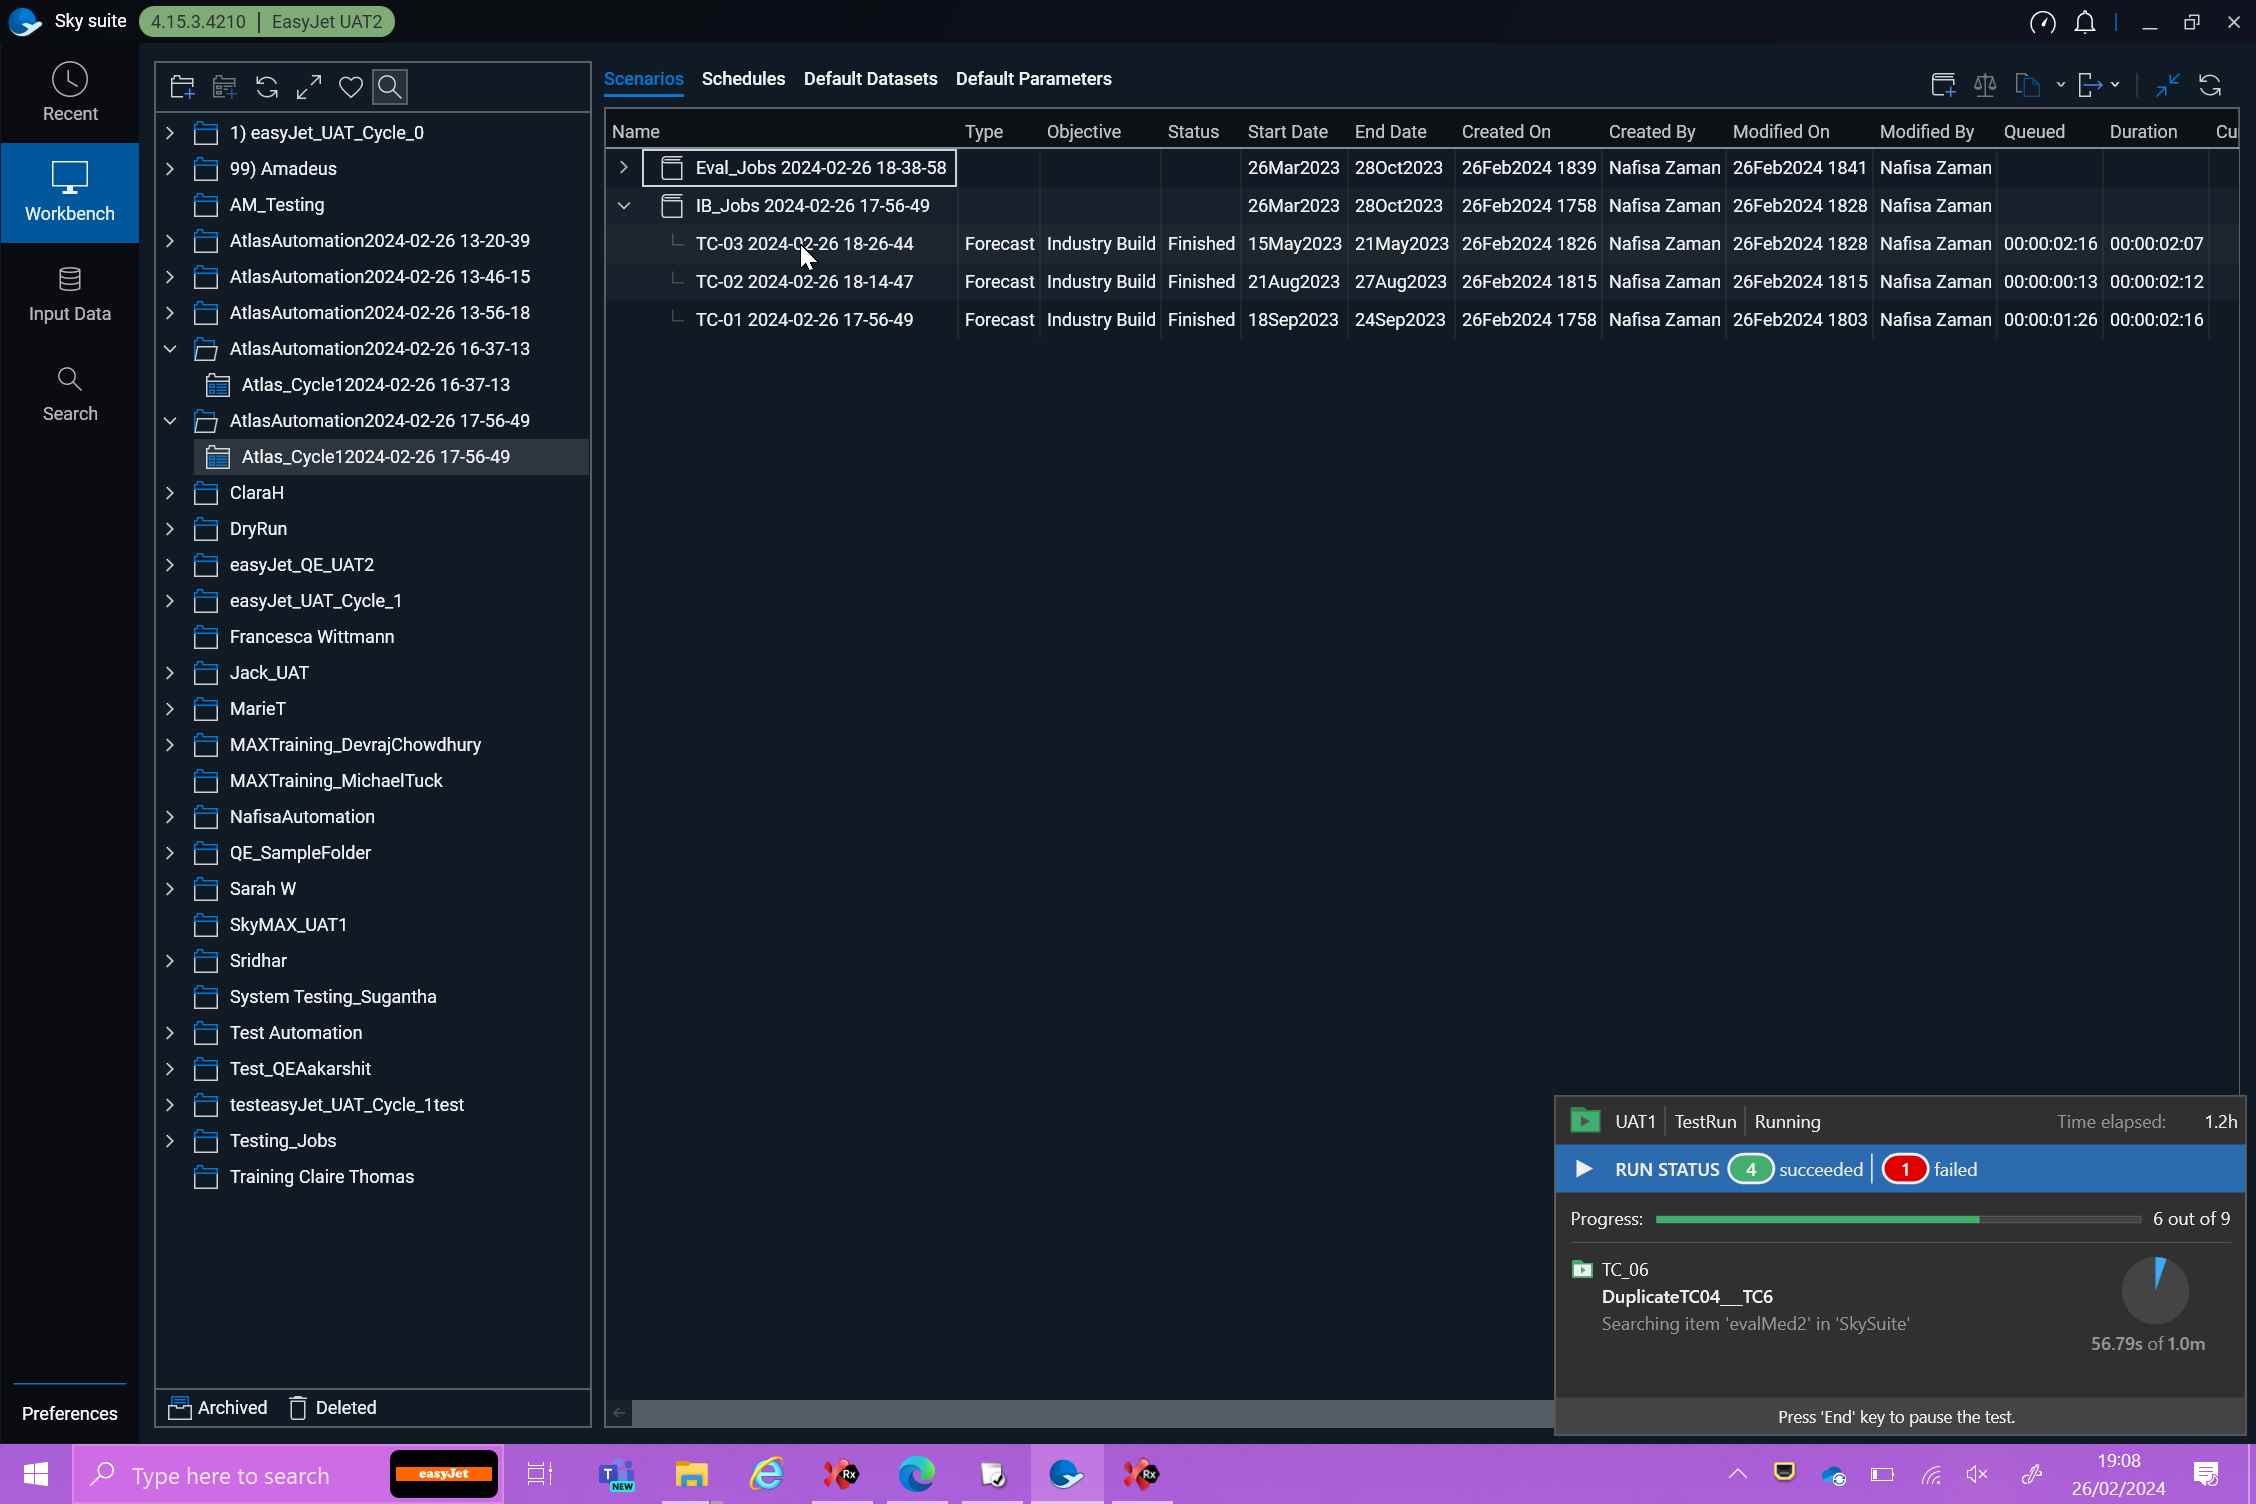 Sky suite 4.15.3.4210 | EasyJet UAT2
Recent
Workbench
Input Data
Search
Preferences
1) easyJet_UAT_Cycle_0
99) Amadeus
AM_Testing
AtlasAutomation2024-02-26 13-20-39
AtlasAutomation2024-02-26 13-46-15
AtlasAutomation2024-02-26 13-56-18
AtlasAutomation2024-02-26 16-37-13
Atlas_Cycle12024-02-26 16-37-13
AtlasAutomation2024-02-26 17-56-49
Atlas_Cycle12024-02-26 17-56-49
ClaraH
DryRun
easyJet_QE_UAT2
easyJet_UAT_Cycle_1
Francesca Wittmann
Jack_UAT
MarieT
MAXTraining_DevrajChowdhury
MAXTraining_MichaelTuck
NafisaAutomation
QE_SampleFolder
Sarah W
SkyMAX_UAT1
Sridhar
System Testing_Sugantha
Test Automation
Test_QEAakarshit
testeasyJet_UAT_Cycle_1test
Testing_Jobs
Training Claire Thomas
Archived Deleted
Scenarios Schedules Default Datasets Default Parameters
Name Type Objective Status Start Date End Date Created On Created By Modified On Modified By Queued Duration Cu
Eval_Jobs 2024-02-26 18-38-58 26Mar2023 28Oct2023 26Feb2024 1839 Nafisa Zaman 26Feb2024 1841 Nafisa Zaman
IB_Jobs 2024-02-26 17-56-49 26Mar2023 28Oct2023 26Feb2024 1758 Nafisa Zaman 26Feb2024 1828 Nafisa Zaman
TC-03 2024-02-26 18-26-44 Forecast Industry Build Finished 15May2023 21May2023 26Feb2024 1826 Nafisa Zaman 26Feb2024 1828 Nafisa Zaman 00:00:02:16 00:00:02:07
TC-02 2024-02-26 18-14-47 Forecast Industry Build Finished 21Aug2023 27Aug2023 26Feb2024 1815 Nafisa Zaman 26Feb2024 1815 Nafisa Zaman 00:00:00:13 00:00:02:12
TC-01 2024-02-26 17-56-49 Forecast Industry Build Finished 18Sep2023 24Sep2023 26Feb2024 1758 Nafisa Zaman 26Feb2024 1803 Nafisa Zaman 00:00:01:26 00:00:02:16
UAT1 TestRun Running Time elapsed: 1.2h
RUN STATUS 4 succeeded 1 failed
Progress: 6 out of 9
TC_06
DuplicateTC04__TC6
Searching item 'evalMed2' in 'SkySuite'
56.79s of 1.0m
Press 'End' key to pause the test.
Type here to search
easyJet
T
NEW
Rx
Rx
19:08
26/02/2024